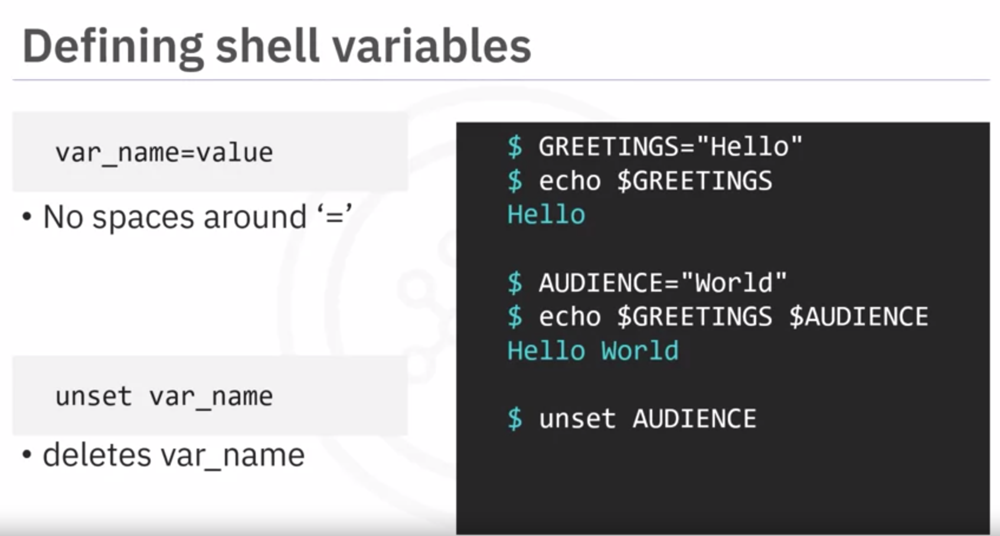 Defining shell variables
var_name=value
• No spaces around ‘=’
unset var_name
• deletes var_name
$ GREETINGS="Hello"
$ echo $GREETINGS
Hello
$ AUDIENCE="World"
$ echo $GREETINGS $AUDIENCE
Hello World
$ unset AUDIENCE